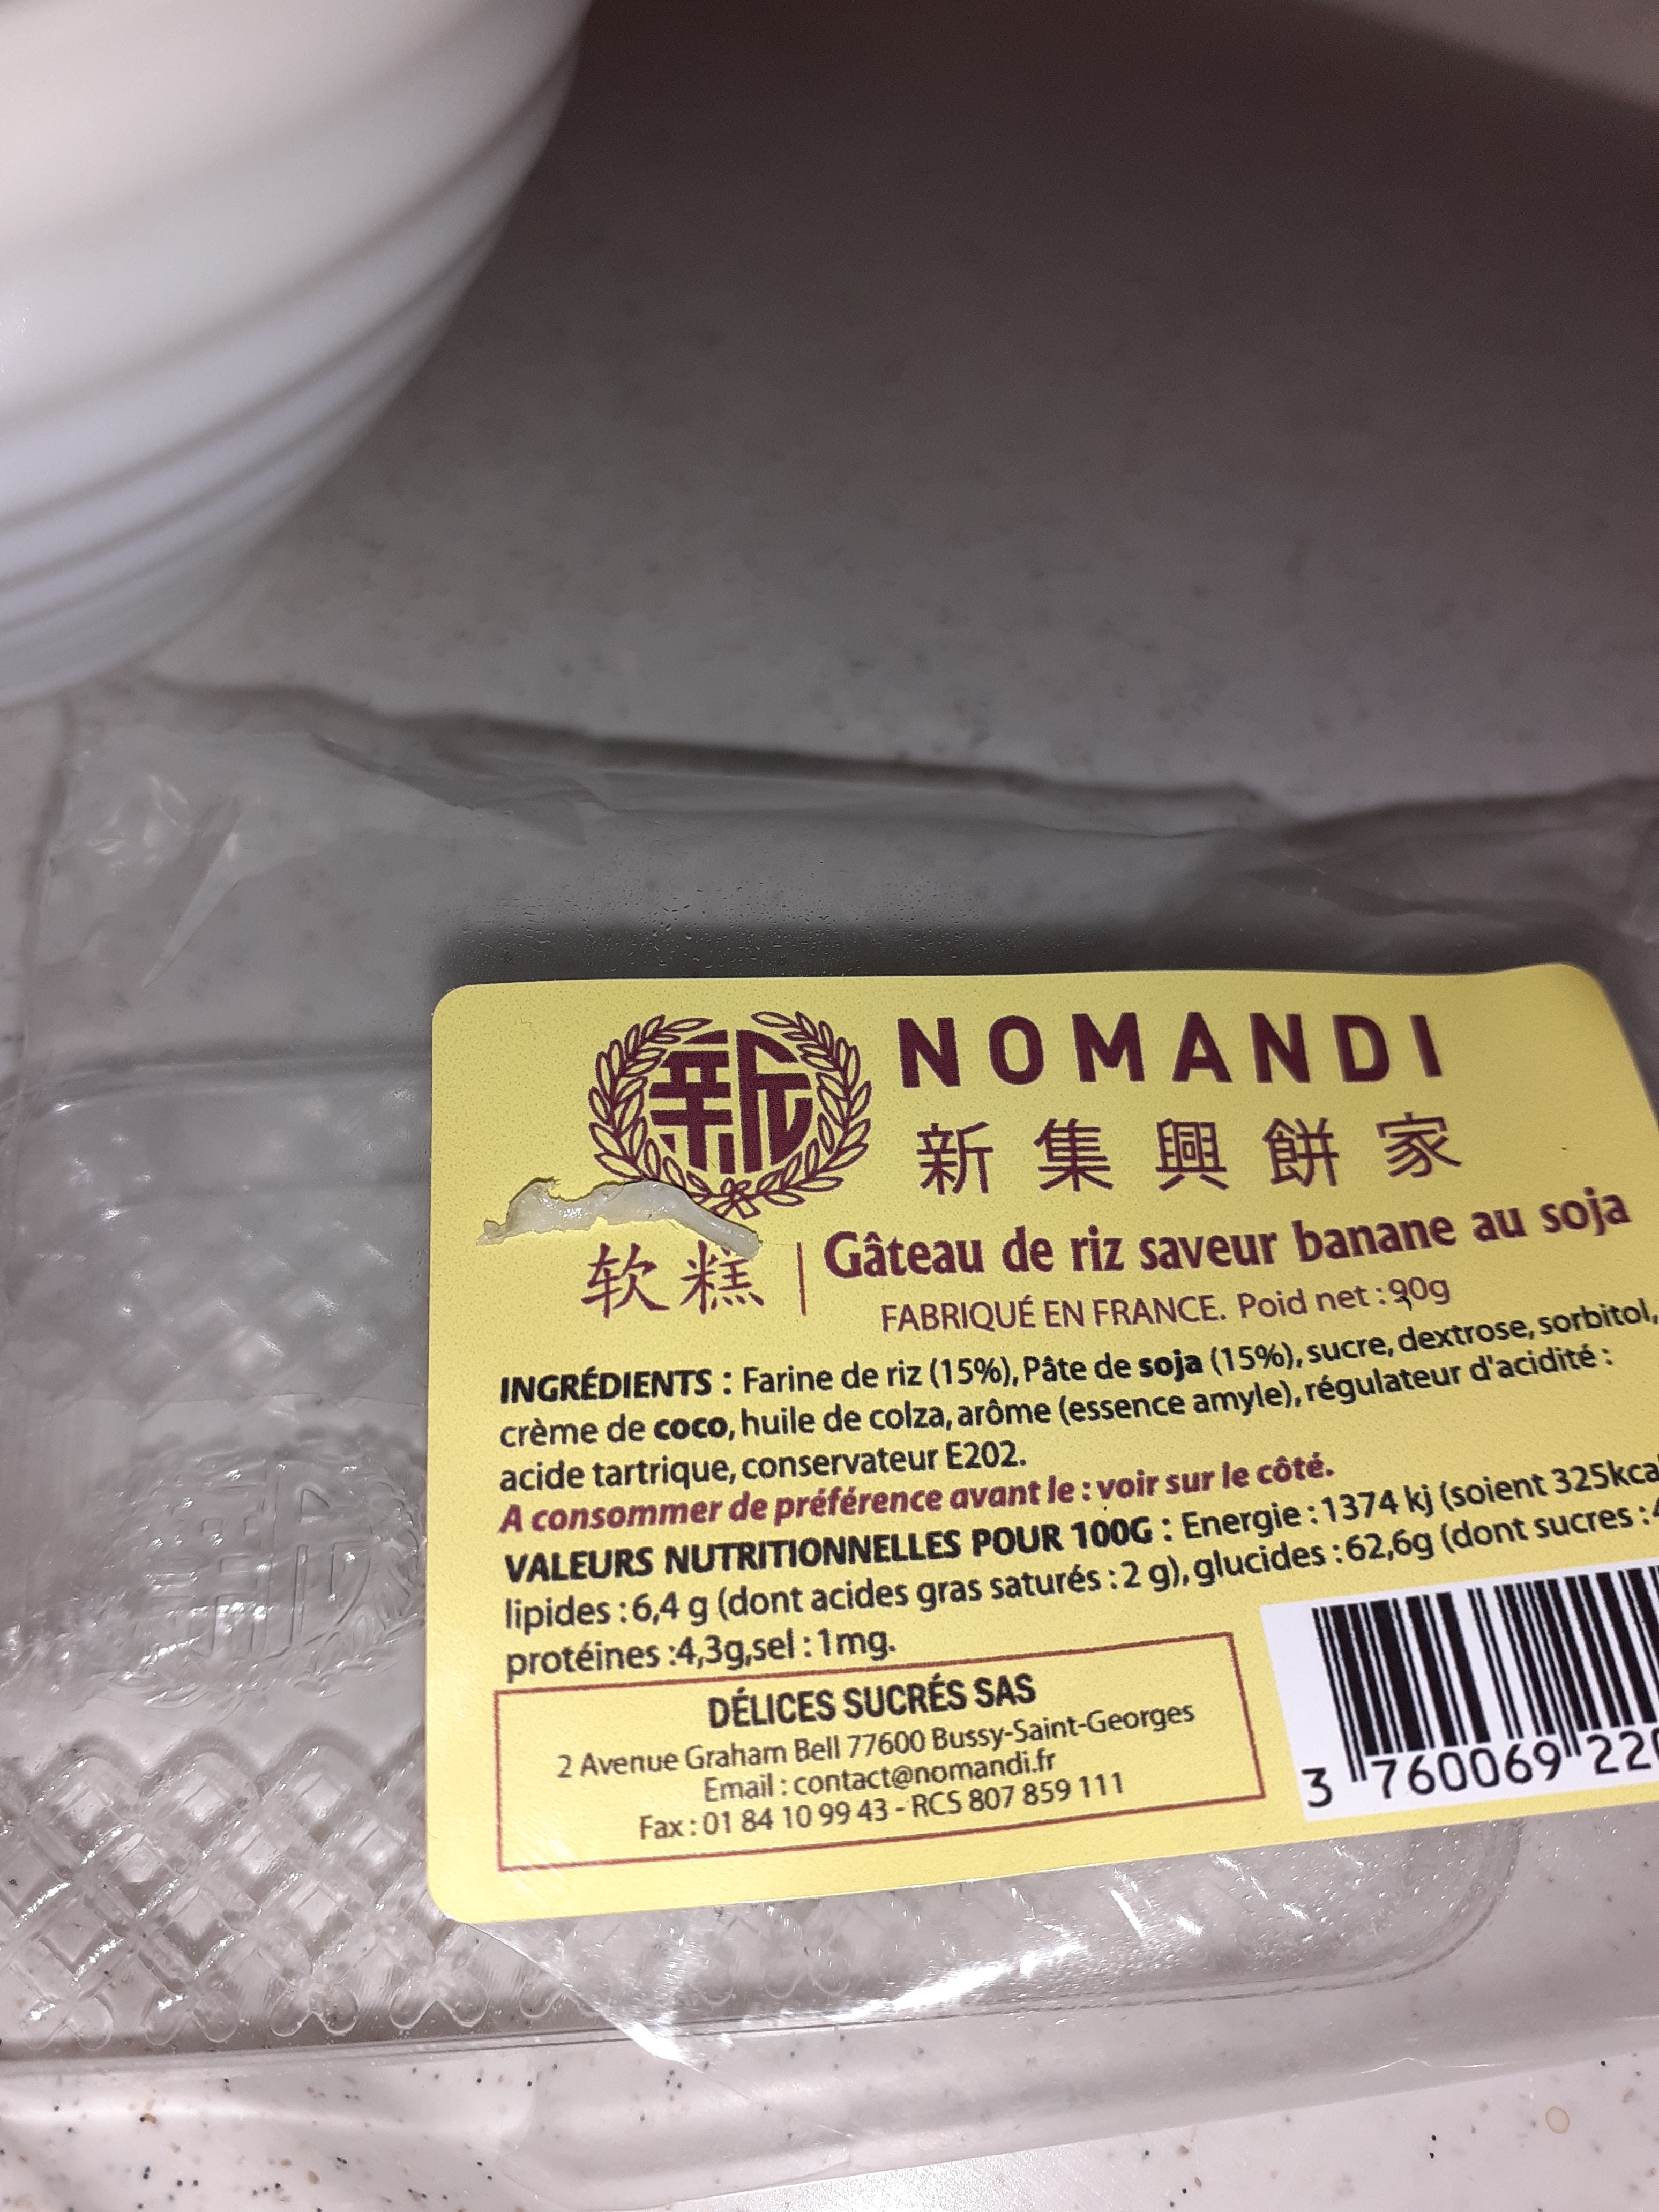 新 NOMANDI
新集興餅家
软糕 | Gâteau de riz saveur banane au soja
FABRIQUÉ EN FRANCE. Poid net : 90g
INGRÉDIENTS : Farine de riz (15%), Pâte de soja (15%), sucre, dextrose, sorbitol,
crème de coco, huile de colza, arôme (essence amyle), régulateur d'acidité :
acide tartrique, conservateur E202.
A consommer de préférence avant le : voir sur le côté.
VALEURS NUTRITIONNELLES POUR 100G : Energie : 1374 kj (soient 325kca
lipides : 6,4 g (dont acides gras saturés : 2 g), glucides : 62,6g (dont sucres :
protéines :4,3g,sel : 1mg.
DÉLICES SUCRÉS SAS
2 Avenue Graham Bell 77600 Bussy-Saint-Georges
Email : contact@nomandi.fr
Fax : 01 84 10 99 43 - RCS 807 859 111
3 760069 22
新